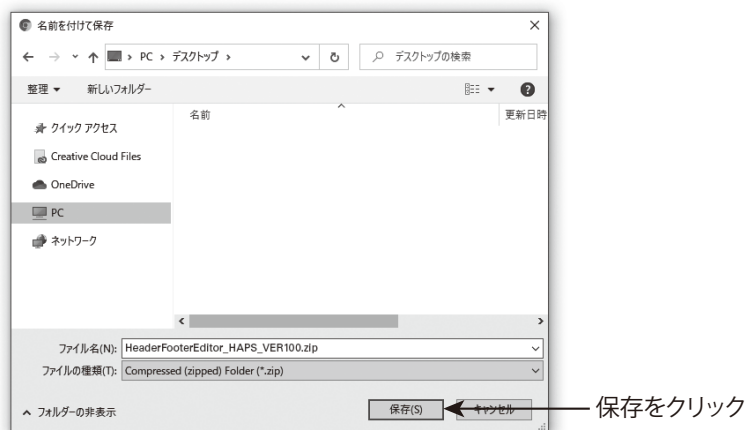 名前を付けて保存
PC › デスクトップ ›
デスクトップの検索
整理 新しいフォルダー
名前 更新日時
クイック アクセス
Creative Cloud Files
OneDrive
PC
ネットワーク
ファイル名(N): HeaderFooterEditor_HAPS_VER100.zip
ファイルの種類(T): Compressed (zipped) Folder (*.zip)
フォルダーの非表示 保存(S) キャンセル
保存をクリック